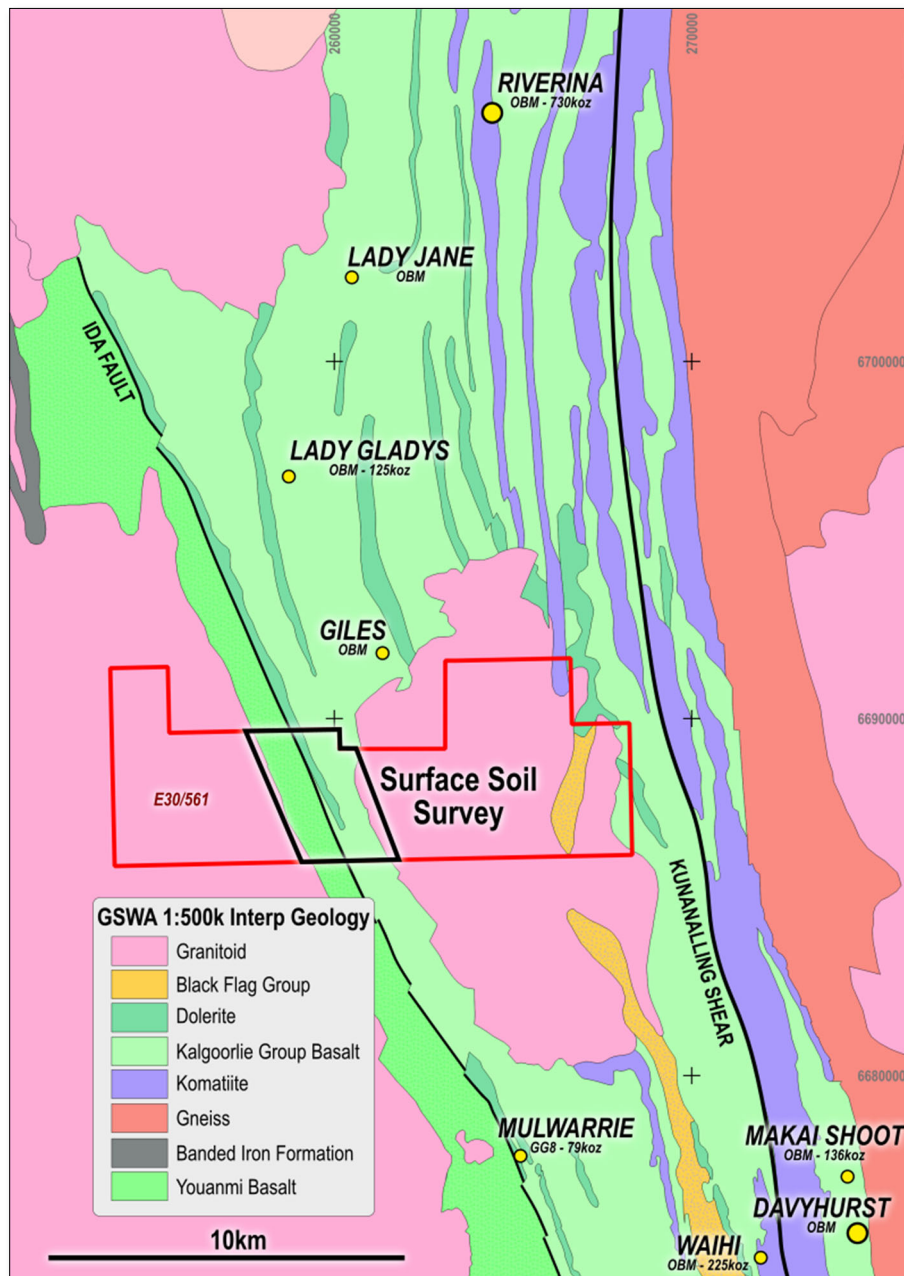 260000
270000
RIVERINA
OBM - 730koz
LADY JANE
OBM
IDA FAULT
6700000
LADY GLADYS
OBM - 125koz
GILES
OBM
6690000
E30/561
Surface Soil
Survey
KUNANALLING SHEAR
GSWA 1:500k Interp Geology
Granitoid
Black Flag Group
Dolerite
Kalgoorlie Group Basalt
Komatiite
Gneiss
Banded Iron Formation
Youanmi Basalt
10km
6680000
MULWARRIE
GG8 - 79koz
MAKAI SHOOT
OBM - 136koz
DAVYHURST
OBM
WAIHI
OBM - 225koz